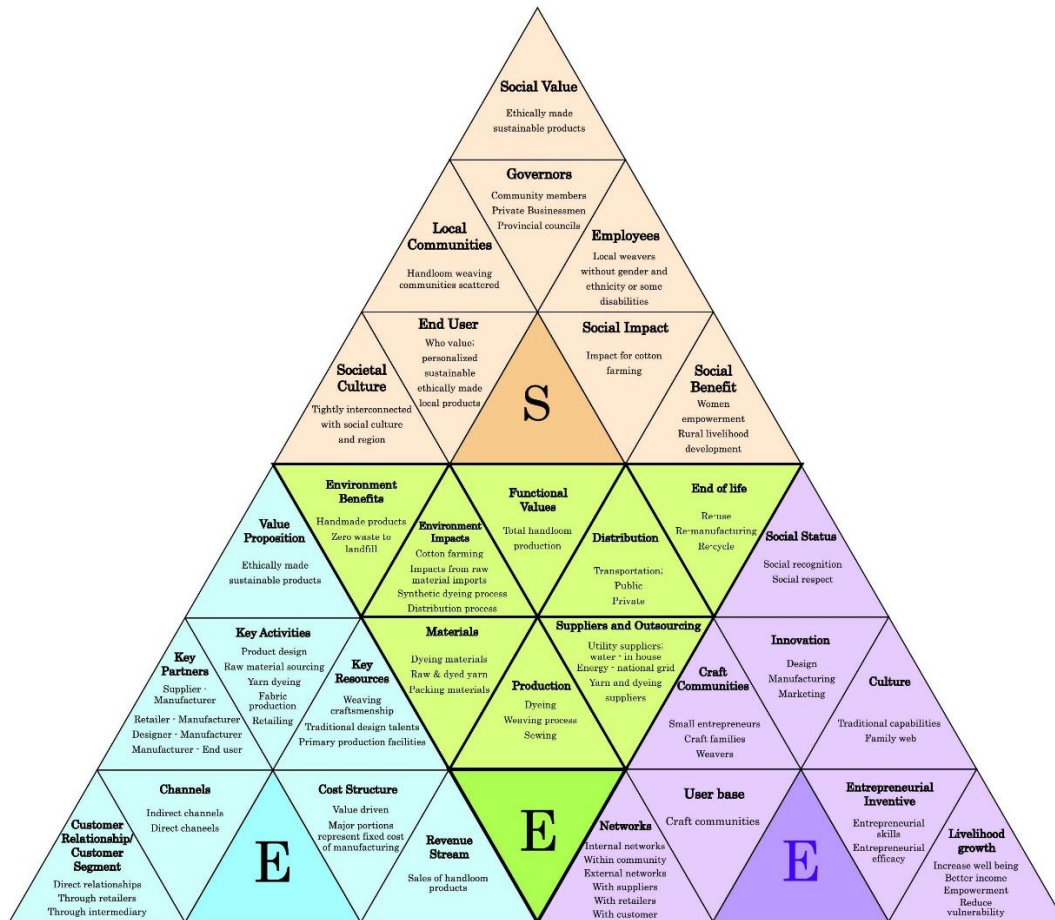 Social Value
Ethically made
sustainable products
Governors
Community members
Private Businessmen
Provincial councils
Local
Communities
Handloom weaving
communities scattered
Employees
Local weavers
without gender and
ethnicity or some
disabilities
Societal
Culture
Tightly interconnected
with social culture
and region
End User
Who value;
personalized
sustainable
ethically made
local products
S
Social Impact
Impact for cotton
farming
Social
Benefit
Women
empowerment
Rural livelihood
development
Value
Proposition
Ethically made
sustainable products
Environment
Benefits
Handmade products
Zero waste to
landfill
Environment
Impacts
Cotton farming
Impacts from raw
material imports
Synthetic dyeing process
Distribution process
Functional
Values
Total handloom
production
Distribution
Transportation;
Public
Private
End of life
Re-use
Re-manufacturing
Re-cycle
Social Status
Social recognition
Social respect
Key
Partners
Supplier -
Manufacturer
Retailer - Manufacturer
Designer - Manufacturer
Manufacturer - End user
Key Activities
Product design
Raw material sourcing
Yarn dyeing
Fabric
production
Retailing
Key
Resources
Weaving
craftsmenship
Traditional design talents
Primary production facilities
Materials
Dyeing materials
Raw & dyed yarn
Packing materials
Production
Dyeing
Weaving process
Sewing
Suppliers and Outsourcing
Utility suppliers;
water - in house
Energy - national grid
Yarn and dyeing
suppliers
Craft
Communities
Small entrepreneurs
Craft families
Weavers
Innovation
Design
Manufacturing
Marketing
Culture
Traditional capabilities
Family web
Customer
Relationship/
Customer
Segment
Direct relationships
Through retailers
Through intermediary
Channels
Indirect channels
Direct chaneels
E
Cost Structure
Value driven
Major portions
represent fixed cost
of manufacturing
Revenue
Stream
Sales of handloom
products
E
Networks
Internal networks
Within community
External networks
With suppliers
With retailers
With customer
User base
Craft communities
E
Entrepreneurial
Inventive
Entrepreneurial
skills
Entrepreneurial
efficacy
Livelihood
growth
Increase well being
Better income
Empowerment
Reduce
vulnerability